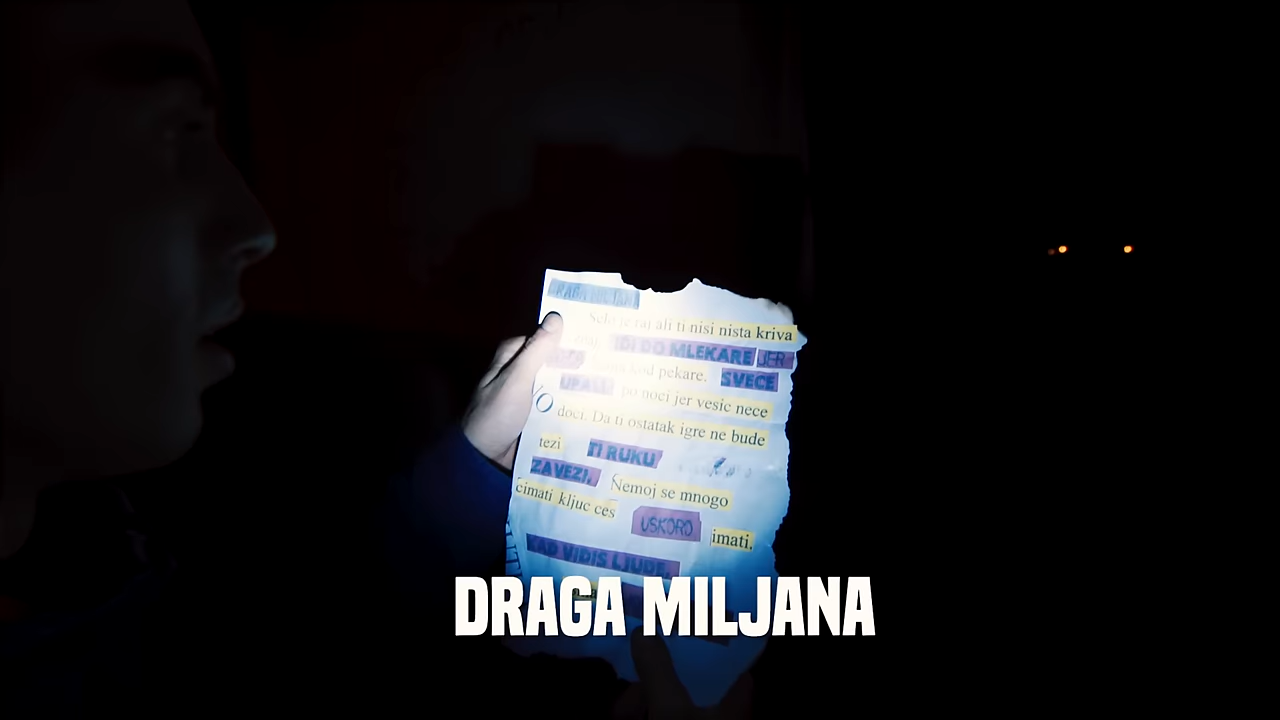 DRAGA MILJANA
Selo je raj ali ti nisi nista kriva
IDI DO MLEKARE JER
kod pekare. SVECE
UPALI po noci jer vesic nece
doci. Da ti ostatak igre ne bude
tezi TI RUKU
ZAVEZI. Nemoj se mnogo
cimati kljuc ces USKORO imati.
KAD VIDIS LJUDE,
DRAGA MILJANA